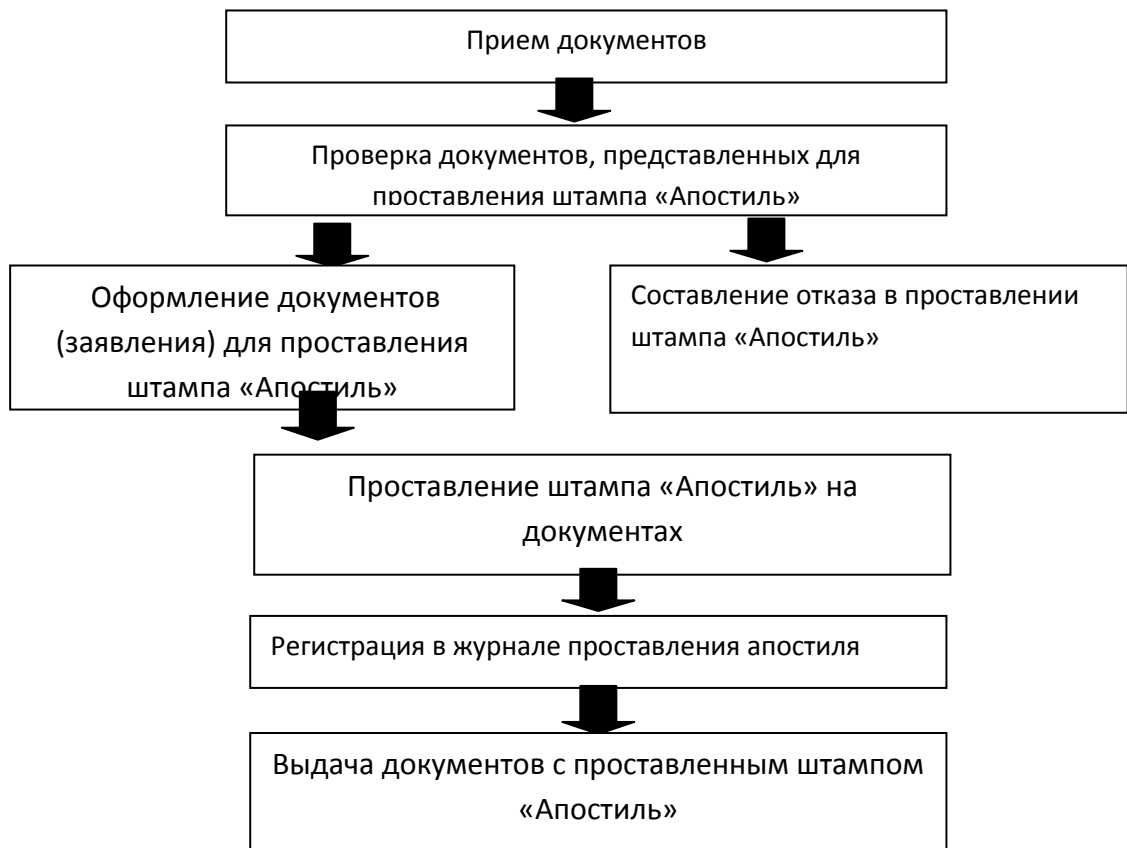 Прием документов
Проверка документов, представленных для
проставления штампа «Апостиль»
Оформление документов
(заявления) для проставления
штампа «Апостиль»
Составление отказа в проставлении
штампа «Апостиль»
Проставление штампа «Апостиль» на
документах
Регистрация в журнале проставления апостиля
Выдача документов с проставленным штампом
«Апостиль»